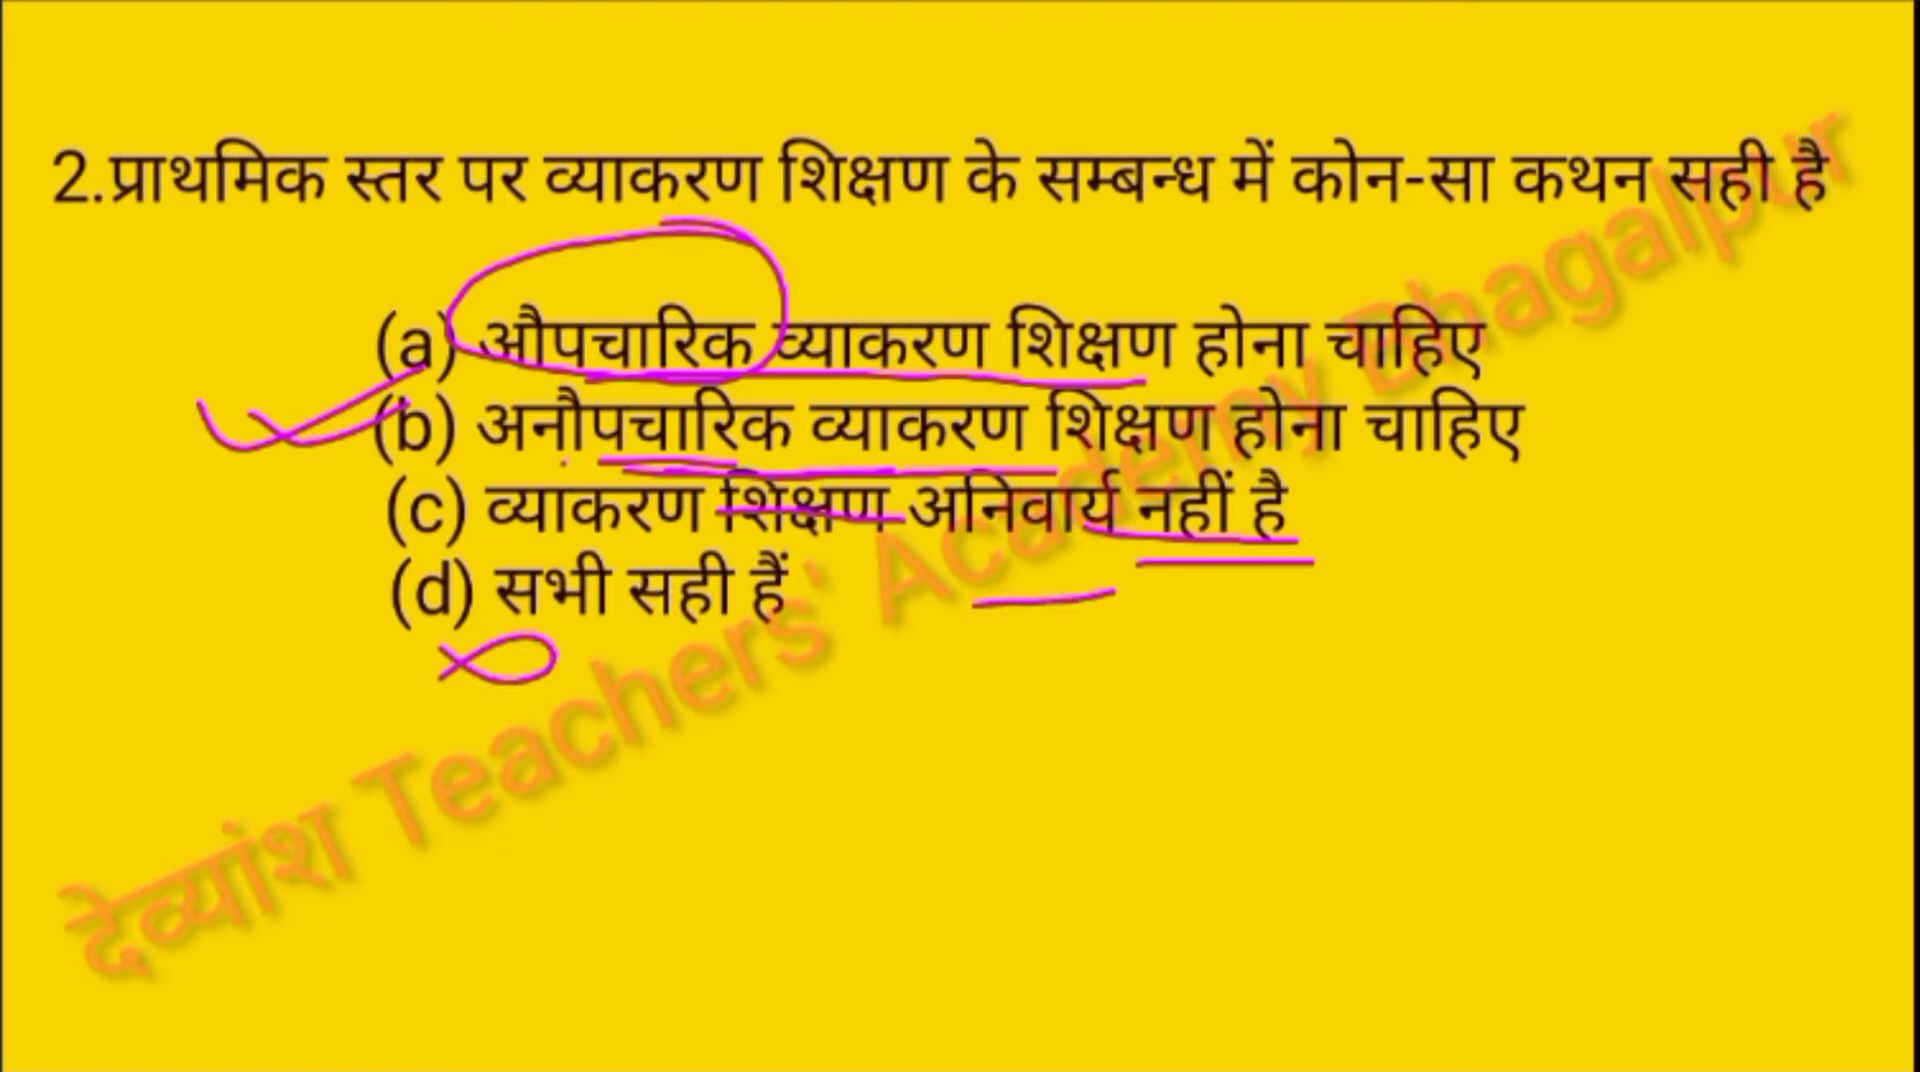 2.प्राथमिक स्तर पर व्याकरण शिक्षण के सम्बन्ध में कोन-सा कथन सही है
(a) औपचारिक व्याकरण शिक्षण होना चाहिए
(b) अनौपचारिक व्याकरण शिक्षण होना चाहिए
(c) व्याकरण शिक्षण अनिवार्य नहीं है
(d) सभी सही हैं
देव्यांश Teachers' Academy Bhagalpur